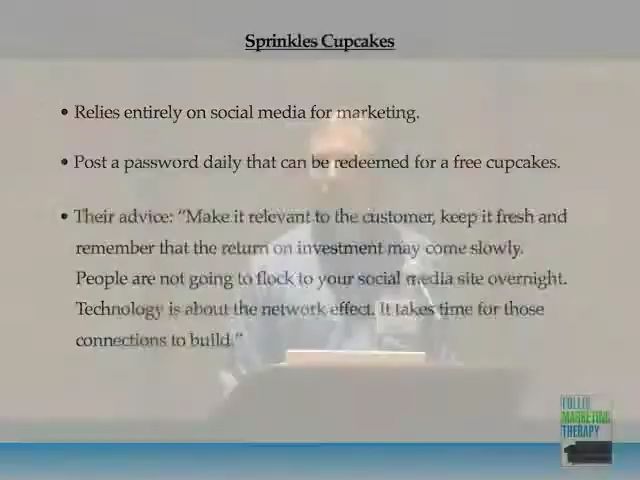 Sprinkles Cupcakes
• Relies entirely on social media for marketing.
• Post a password daily that can be redeemed for a free cupcakes.
• Their advice: “Make it relevant to the customer, keep it fresh and
remember that the return on investment may come slowly.
People are not going to flock to your social media site overnight.
Technology is about the network effect. It takes time for those
connections to build.”
MARKETING
THERAPY